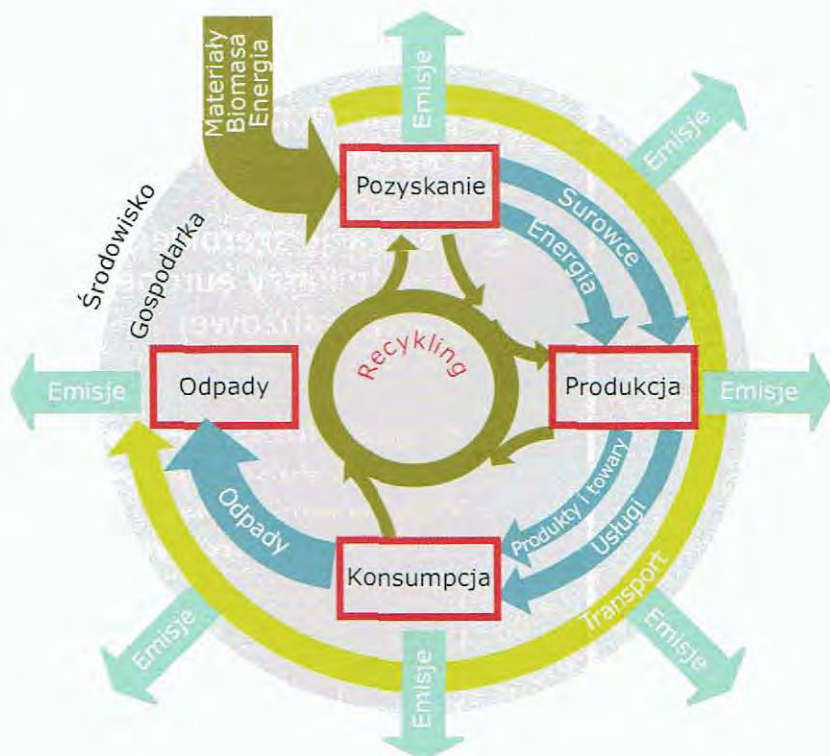 Materiały
Biomasa
Energia
Emisje
Emisje
Pozyskanie
Surowce
Energia
Środowisko
Gospodarka
Recykling
Emisje
Odpady
Produkcja
Emisje
Odpady
Produkty i towary
Usługi
Konsumpcja
Transport
Emisje
Emisje
Emisje